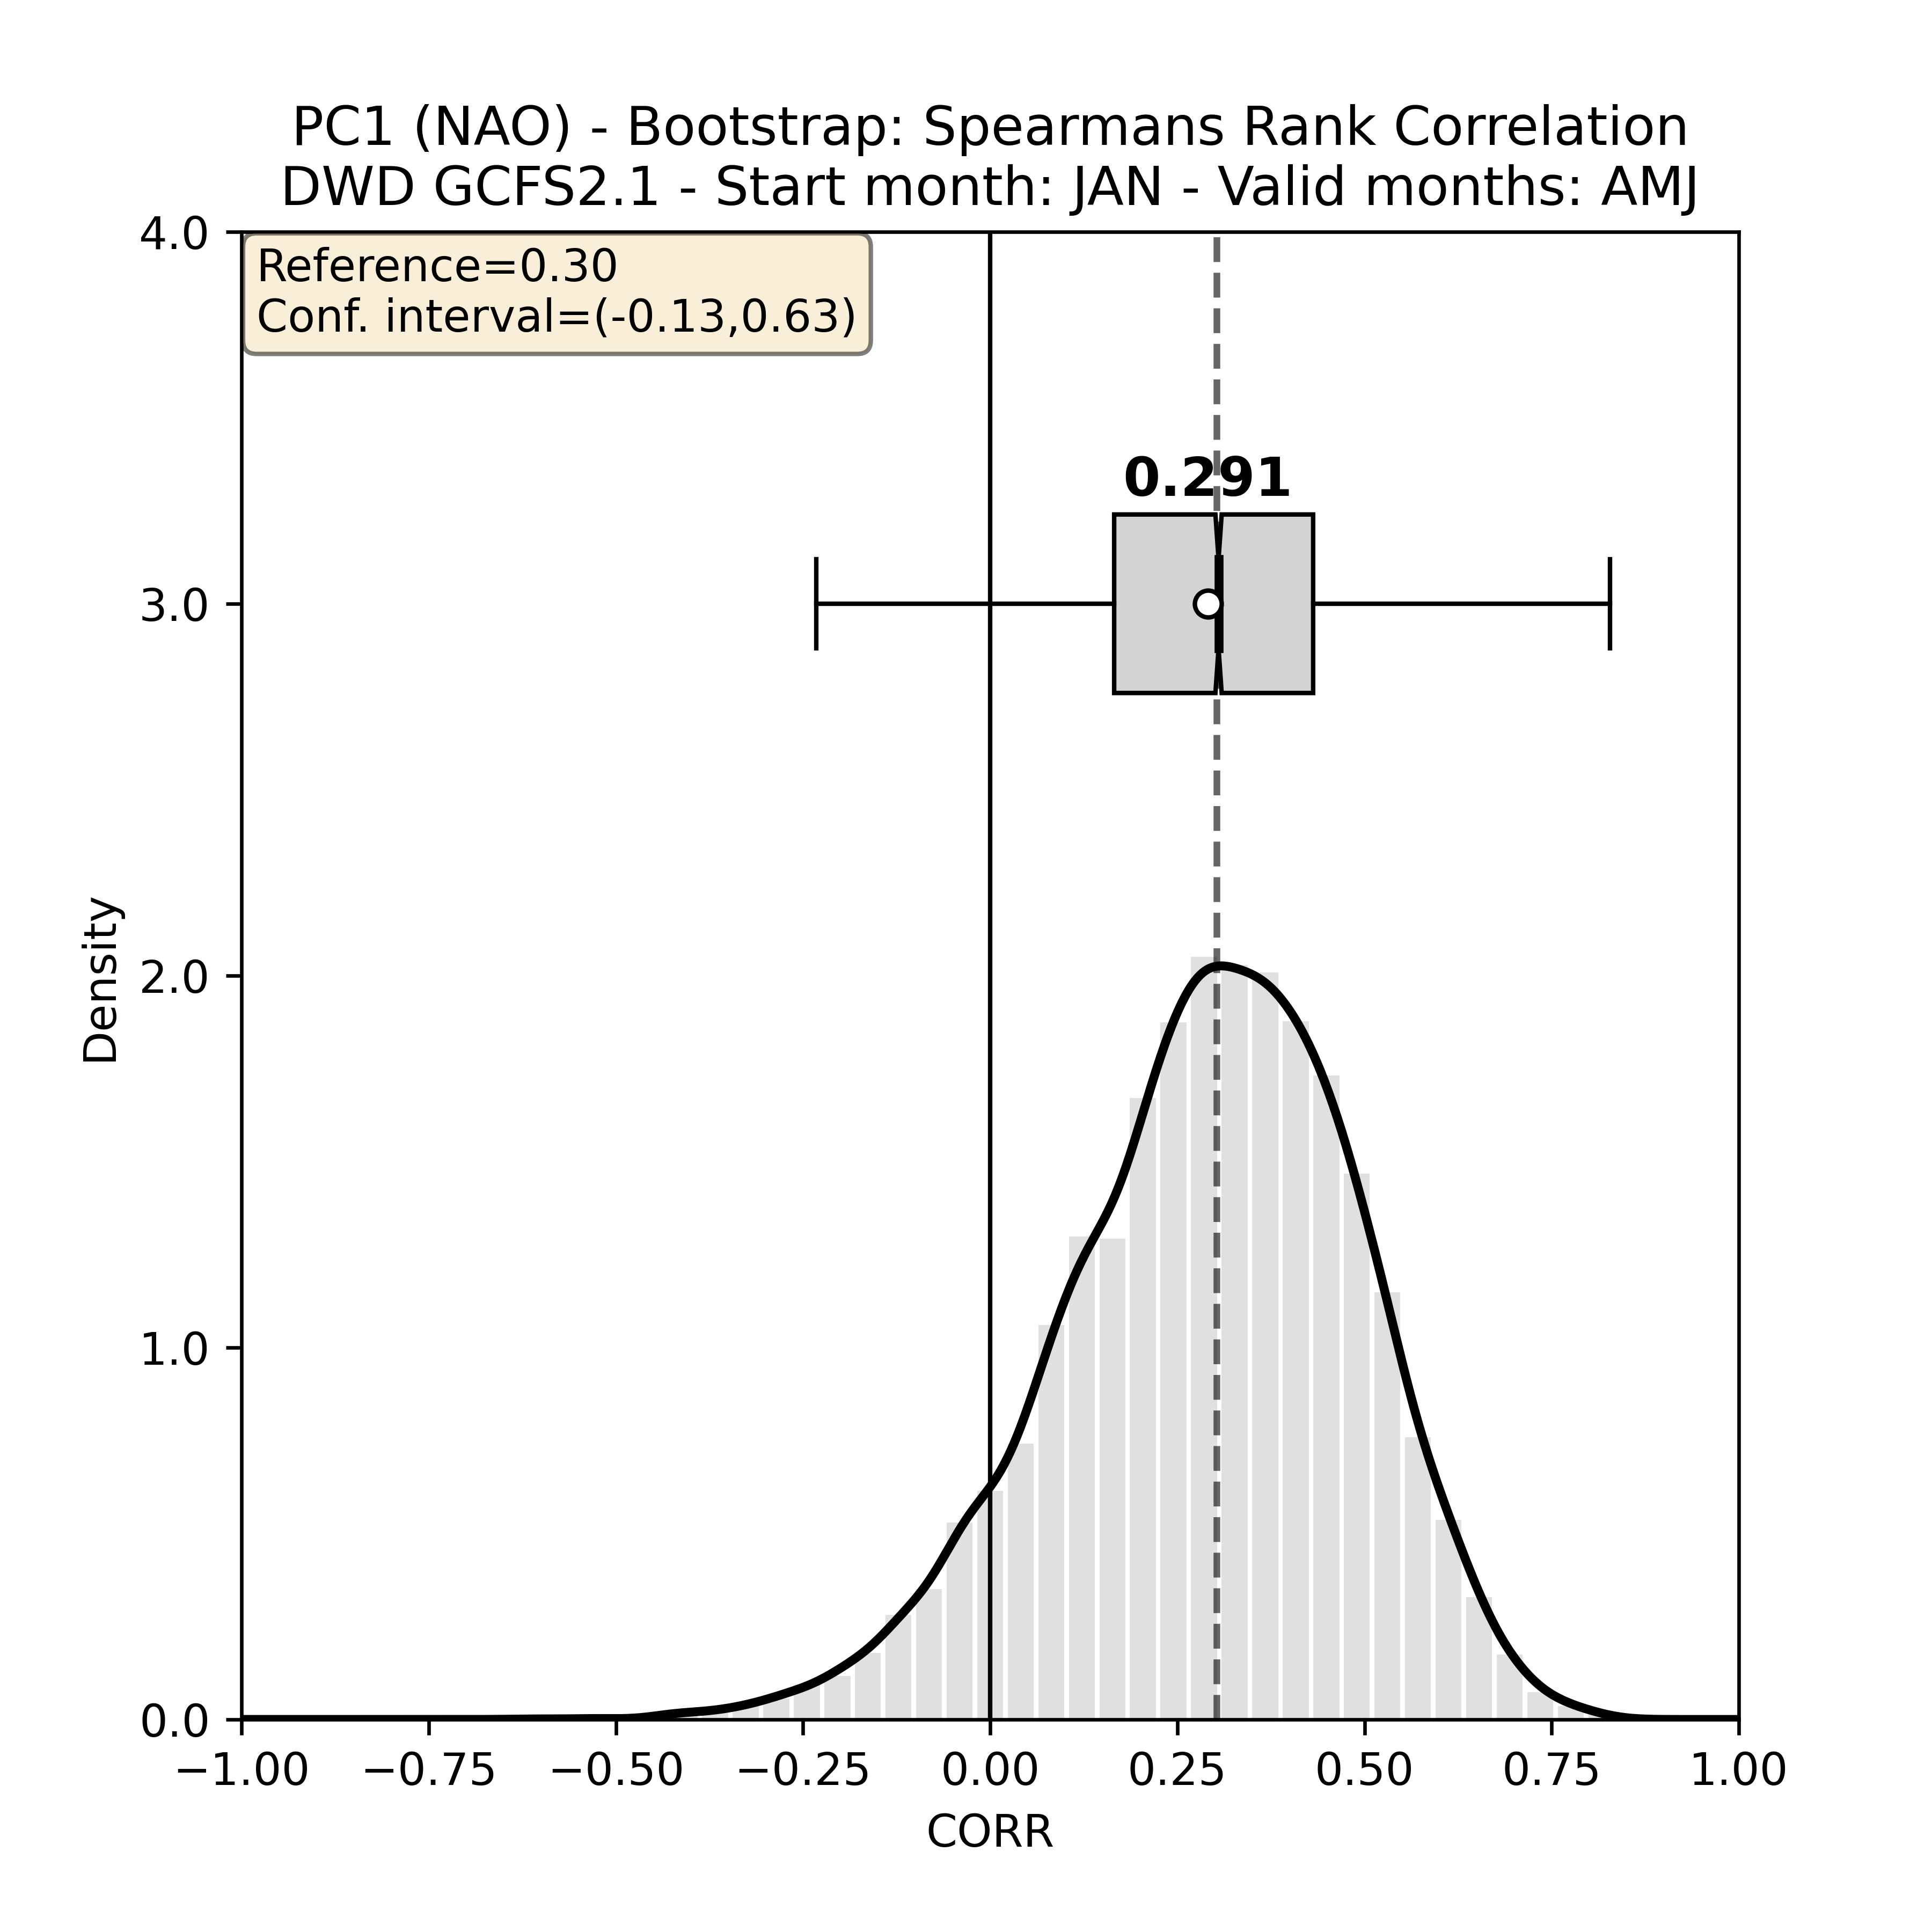 PC1 (NAO) - Bootstrap: Spearmans Rank Correlation
DWD GCFS2.1 - Start month: JAN - Valid months: AMJ
4.0
Reference=0.30
Conf. interval=(-0.13,0.63)
0.291
3.0
Density
2.0
1.0
0.0
−1.00 −0.75 −0.50 −0.25 0.00 0.25 0.50 0.75 1.00
CORR